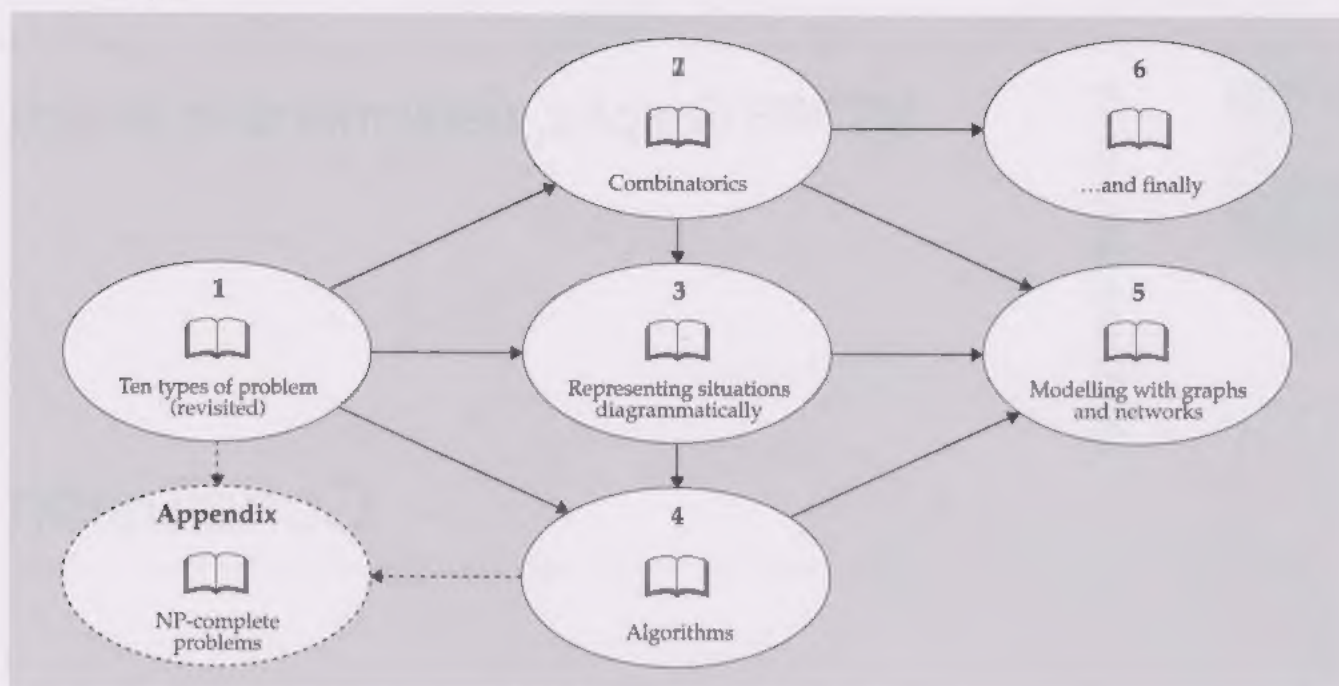 2
Combinatorics
6
...and finally
1
Ten types of problem
(revisited)
3
Representing situations
diagrammatically
5
Modelling with graphs
and networks
Appendix
NP-complete
problems
4
Algorithms